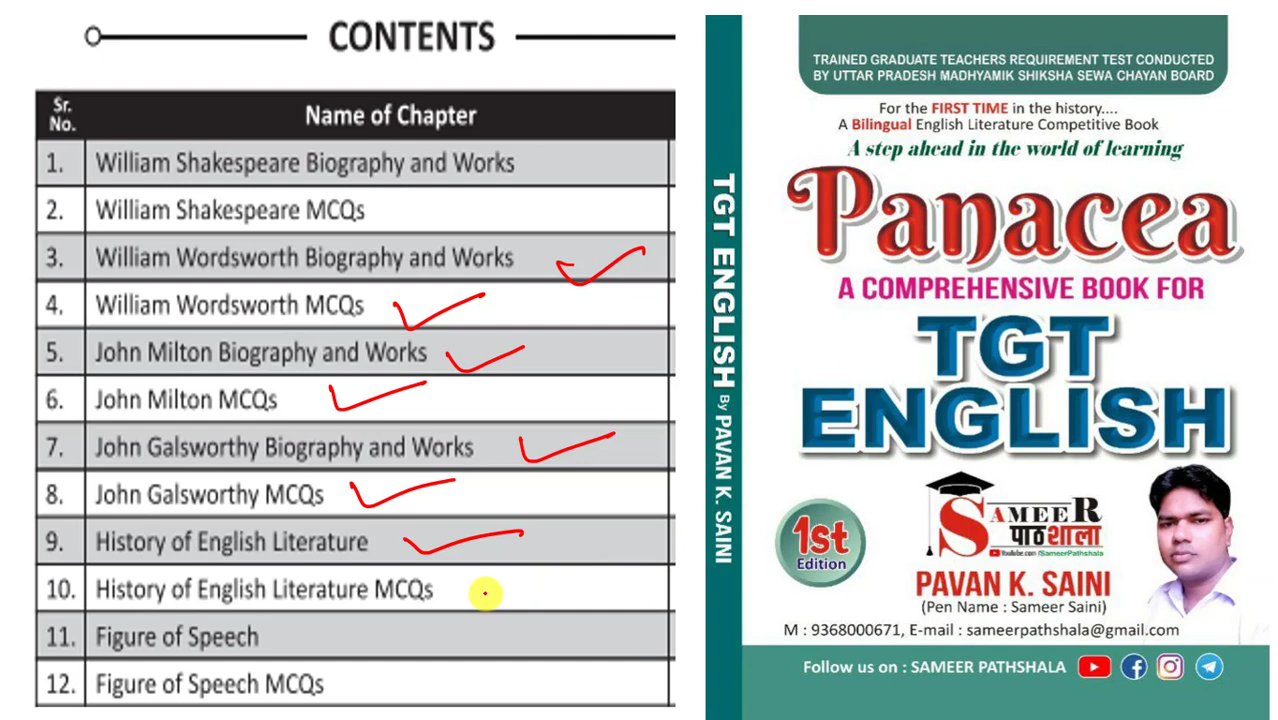 CONTENTS
Sr. No. Name of Chapter
1. William Shakespeare Biography and Works
2. William Shakespeare MCQs
3. William Wordsworth Biography and Works
4. William Wordsworth MCQs
5. John Milton Biography and Works
6. John Milton MCQs
7. John Galsworthy Biography and Works
8. John Galsworthy MCQs
9. History of English Literature
10. History of English Literature MCQs
11. Figure of Speech
12. Figure of Speech MCQs
TGT ENGLISH By PAVAN K. SAINI
TRAINED GRADUATE TEACHERS REQUIREMENT TEST CONDUCTED
BY UTTAR PRADESH MADHYAMIK SHIKSHA SEWA CHAYAN BOARD
For the FIRST TIME in the history....
A Bilingual English Literature Competitive Book
A step ahead in the world of learning
Panacea
A COMPREHENSIVE BOOK FOR
TGT
ENGLISH
1st
Edition
SAMEER
पाठशाला
Youtube.com/SameerPathshala
PAVAN K. SAINI
(Pen Name : Sameer Saini)
M : 9368000671, E-mail : sameerpathshala@gmail.com
Follow us on : SAMEER PATHSHALA